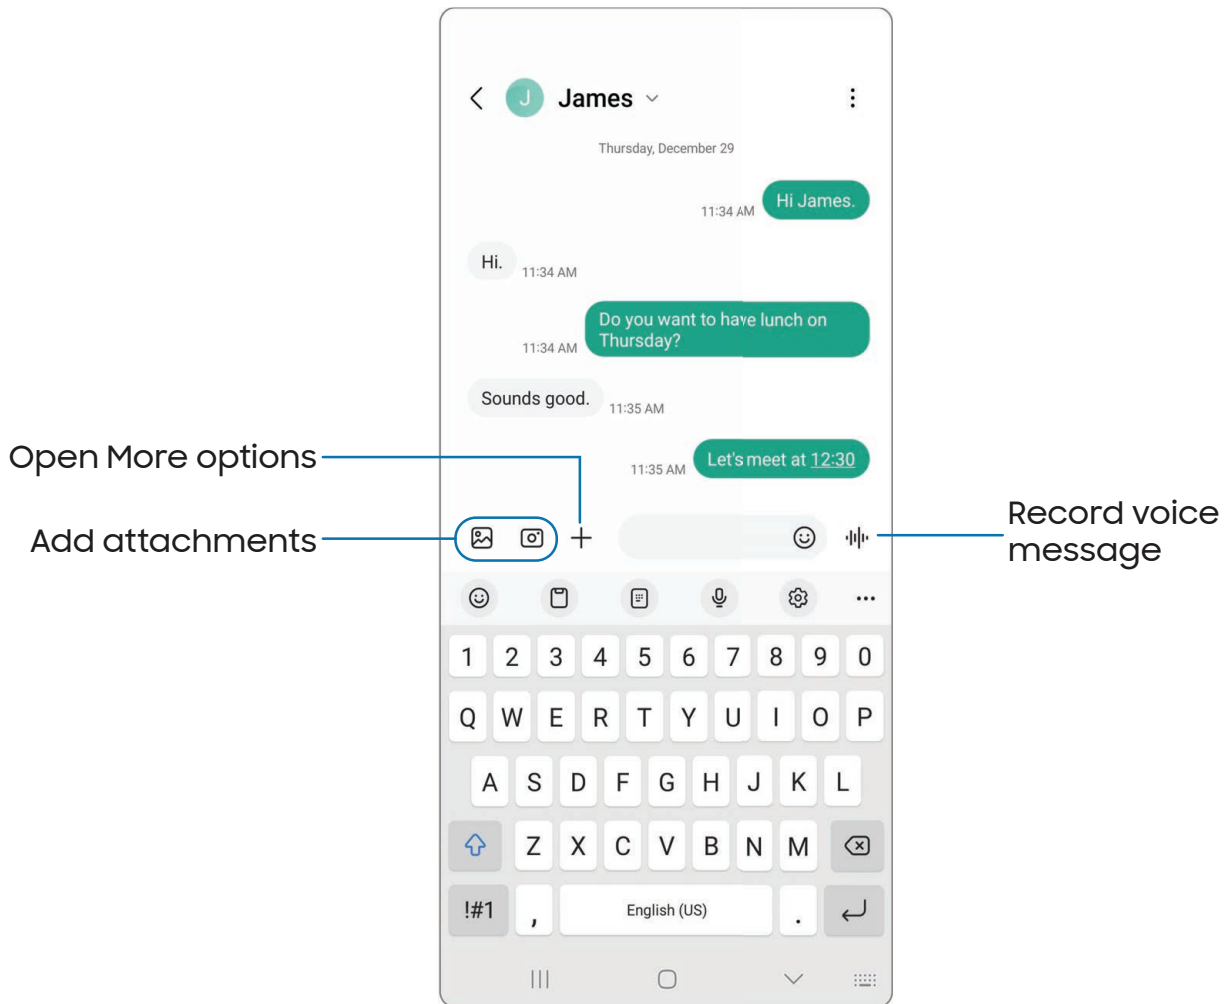 J James
Thursday, December 29
11:34 AM Hi James.
Hi. 11:34 AM
Do you want to have lunch on
11:34 AM Thursday?
Sounds good. 11:35 AM
Open More options
11:35 AM Let's meet at 12:30
Add attachments
Record voice
message
1 2 3 4 5 6 7 8 9 0
Q W E R T Y U I O P
A S D F G H J K L
Z X C V B N M
!#1 , English (US) .